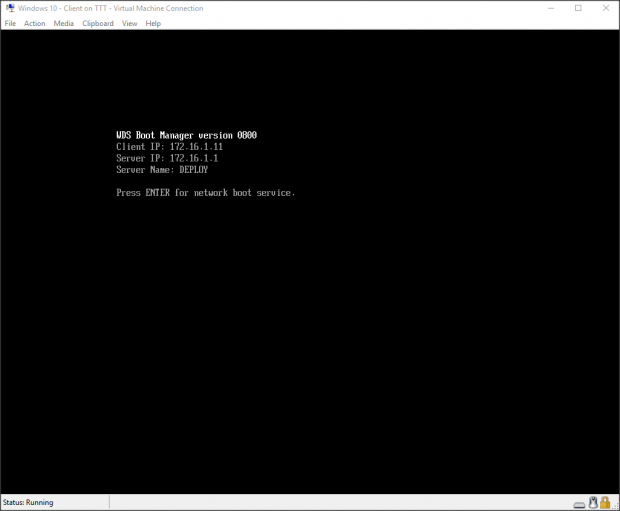 Windows 10 - Client on TTT - Virtual Machine Connection
File Action Media Clipboard View Help
WDS Boot Manager version 0800
Client IP: 172.16.1.11
Server IP: 172.16.1.1
Server Name: DEPLOY
Press ENTER for network boot service.
Status: Running